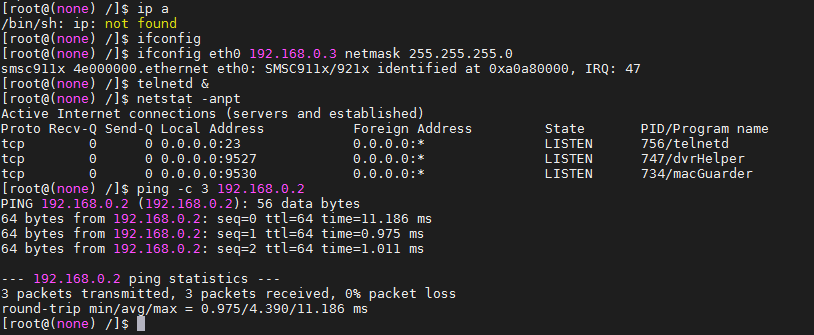 [root@(none) /]$ ip a
/bin/sh: ip: not found
[root@(none) /]$ ifconfig
[root@(none) /]$ ifconfig eth0 192.168.0.3 netmask 255.255.255.0
smsc911x 4e000000.ethernet eth0: SMSC911x/921x identified at 0xa0a80000, IRQ: 47
[root@(none) /]$ telnetd &
[root@(none) /]$ netstat -anpt
Active Internet connections (servers and established)
Proto Recv-Q Send-Q Local Address           Foreign Address         State       PID/Program name
tcp        0      0 0.0.0.0:23              0.0.0.0:*               LISTEN      756/telnetd
tcp        0      0 0.0.0.0:9527            0.0.0.0:*               LISTEN      747/dvrHelper
tcp        0      0 0.0.0.0:9530            0.0.0.0:*               LISTEN      734/macGuarder
[root@(none) /]$ ping -c 3 192.168.0.2
PING 192.168.0.2 (192.168.0.2): 56 data bytes
64 bytes from 192.168.0.2: seq=0 ttl=64 time=11.186 ms
64 bytes from 192.168.0.2: seq=1 ttl=64 time=0.975 ms
64 bytes from 192.168.0.2: seq=2 ttl=64 time=1.011 ms

--- 192.168.0.2 ping statistics ---
3 packets transmitted, 3 packets received, 0% packet loss
round-trip min/avg/max = 0.975/4.390/11.186 ms
[root@(none) /]$